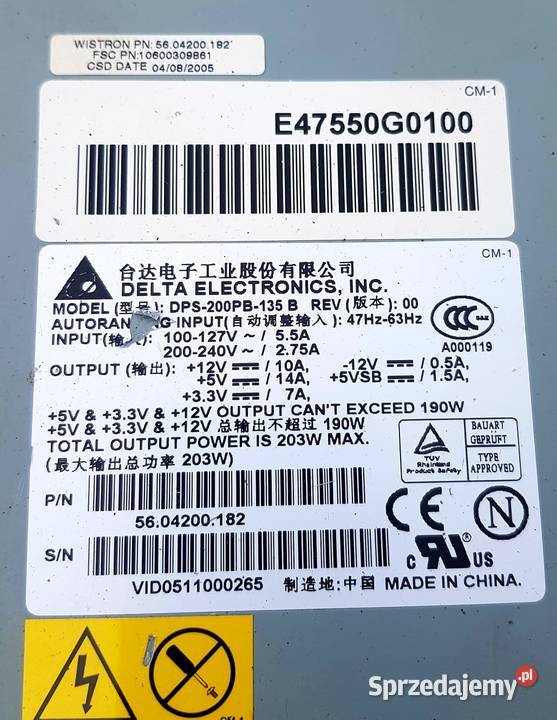 WISTRON PN: 56.04200.182
FSC PN:10600309861
CSD DATE 04/08/2005
CM-1
E47550G0100
CM-1
台达电子工业股份有限公司
DELTA ELECTRONICS, INC.
MODEL (型号): DPS-200PB-135 B REV (版本): 00
AUTORANGING INPUT(自动调整输入): 47Hz-63Hz
INPUT(输入): 100-127V ~ / 5.5A
200-240V ~ / 2.75A
A000119
OUTPUT (输出): +12V / 10A, -12V / 0.5A,
+5V / 14A, +5VSB / 1.5A,
+3.3V / 7A,
+5V & +3.3V & +12V OUTPUT CAN'T EXCEED 190W
+5V & +3.3V & +12V 总输出不超过 190W
TOTAL OUTPUT POWER IS 203W MAX.
(最大输出总功率 203W)
TÜV
Rheinland
Product Safety
BAUART
GEPRÜFT
TYPE
APPROVED
P/N
56.04200.182
CE
N
S/N
c RU US
VID0511000265 制造地:中国 MADE IN CHINA.
Sprzedajemy.pl